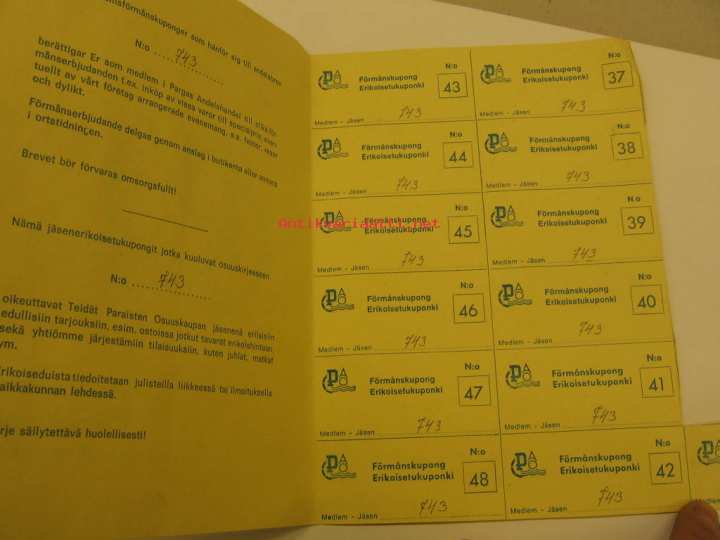 N:o 743
berättigar Er som medlem i Pargas Andelshandel till
månserbjudanden t.ex. inköp av vissa varor till specialpris
tuellt av vårt företag arrangerade evenemang, s.s. fester, resor
och dylikt.
Förmånserbjudande delges genom anslag i butikerna eller annons
i ortstidningen.
Brevet bör förvaras omsorgsfullt!
Nämä jäsenerikoisetukupongit jotka kuuluvat osuuskirjaseen
N:o 743
oikeuttavat Teidät Paraisten Osuuskaupan jäsenenä erilaisiin
edullisiin tarjouksiin, esim. ostoissa jotkut tavarat erikoishintaan,
sekä yhtiömme järjestämiin tilaisuuksiin, kuten juhlat, matkat
ym.
Erikoiseduista tiedoitetaan julisteilla liikkeessä tai ilmoituksella
paikkakunnan lehdessä.
säilytettävä huolellisesti!
N:o
Förmånskupong
Erikoisetukuponki
43
Medlem - Jäsen 743
N:o
Förmånskupong
Erikoisetukuponki
44
Medlem - Jäsen 743
N:o
Förmånskupong
Erikoisetukuponki
45
Medlem - Jäsen 743
N:o
Förmånskupong
Erikoisetukuponki
46
Medlem - Jäsen 743
N:o
Förmånskupong
Erikoisetukuponki
47
Medlem - Jäsen 743
N:o
Förmånskupong
Erikoisetukuponki
48
Medlem - Jäsen 743
N:o
Förmånskupong
Erikoisetukuponki
37
Medlem - Jäsen 743
N:o
Förmånskupong
Erikoisetukuponki
38
Medlem - Jäsen 743
N:o
Förmånskupong
Erikoisetukuponki
39
Medlem - Jäsen 743
N:o
Förmånskupong
Erikoisetukuponki
40
Medlem - Jäsen 743
N:o
Förmånskupong
Erikoisetukuponki
41
Medlem - Jäsen 743
N:o
Förmånskupong
Erikoisetukuponki
42
Medlem - Jäsen 743